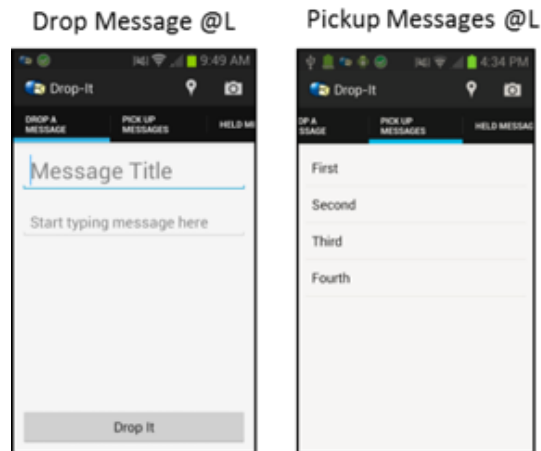 Drop Message @L
9:49 AM
Drop-It
DROP A
MESSAGE
PICK UP
MESSAGES
HELD ME
Message Title
Start typing message here
Drop It
Pickup Messages @L
4:34 PM
Drop-It
OP A
SSAGE
PICK UP
MESSAGES
HELD MESSAG
First
Second
Third
Fourth